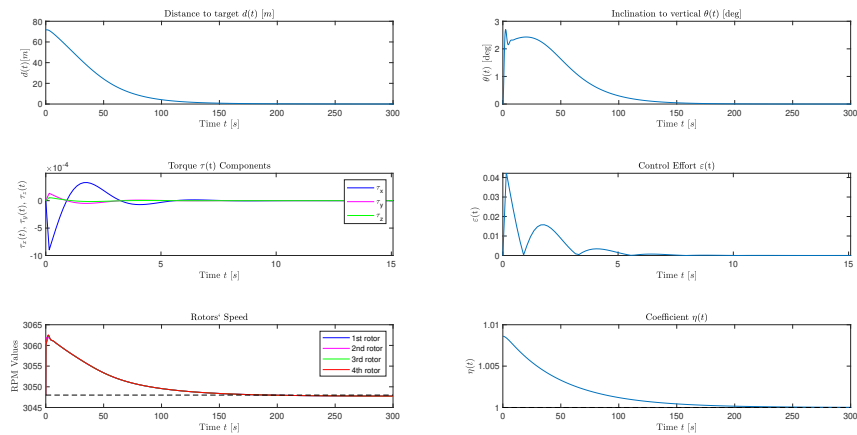 Distance to target d(t) [m]
d(t)[m]
80
60
40
20
0
0 50 100 150 200 250 300
Time t [s]
Inclination to vertical θ(t) [deg]
θ(t) [deg]
3
2
1
0
0 50 100 150 200 250 300
Time t [s]
Torque τ(t) Components
×10⁻⁴
τₓ(t), τᵧ(t), τ_z(t)
0
-5
-10
0 5 10 15
Time t [s]
τₓ
τᵧ
τ_z
Control Effort ε(t)
ε(t)
0.04
0.03
0.02
0.01
0
0 5 10 15
Time t [s]
Rotors' Speed
RPM Values
3065
3060
3055
3050
3045
0 50 100 150 200 250 300
Time t [s]
1st rotor
2nd rotor
3rd rotor
4th rotor
Coefficient η(t)
η(t)
1.01
1.005
1
0 50 100 150 200 250 300
Time t [s]